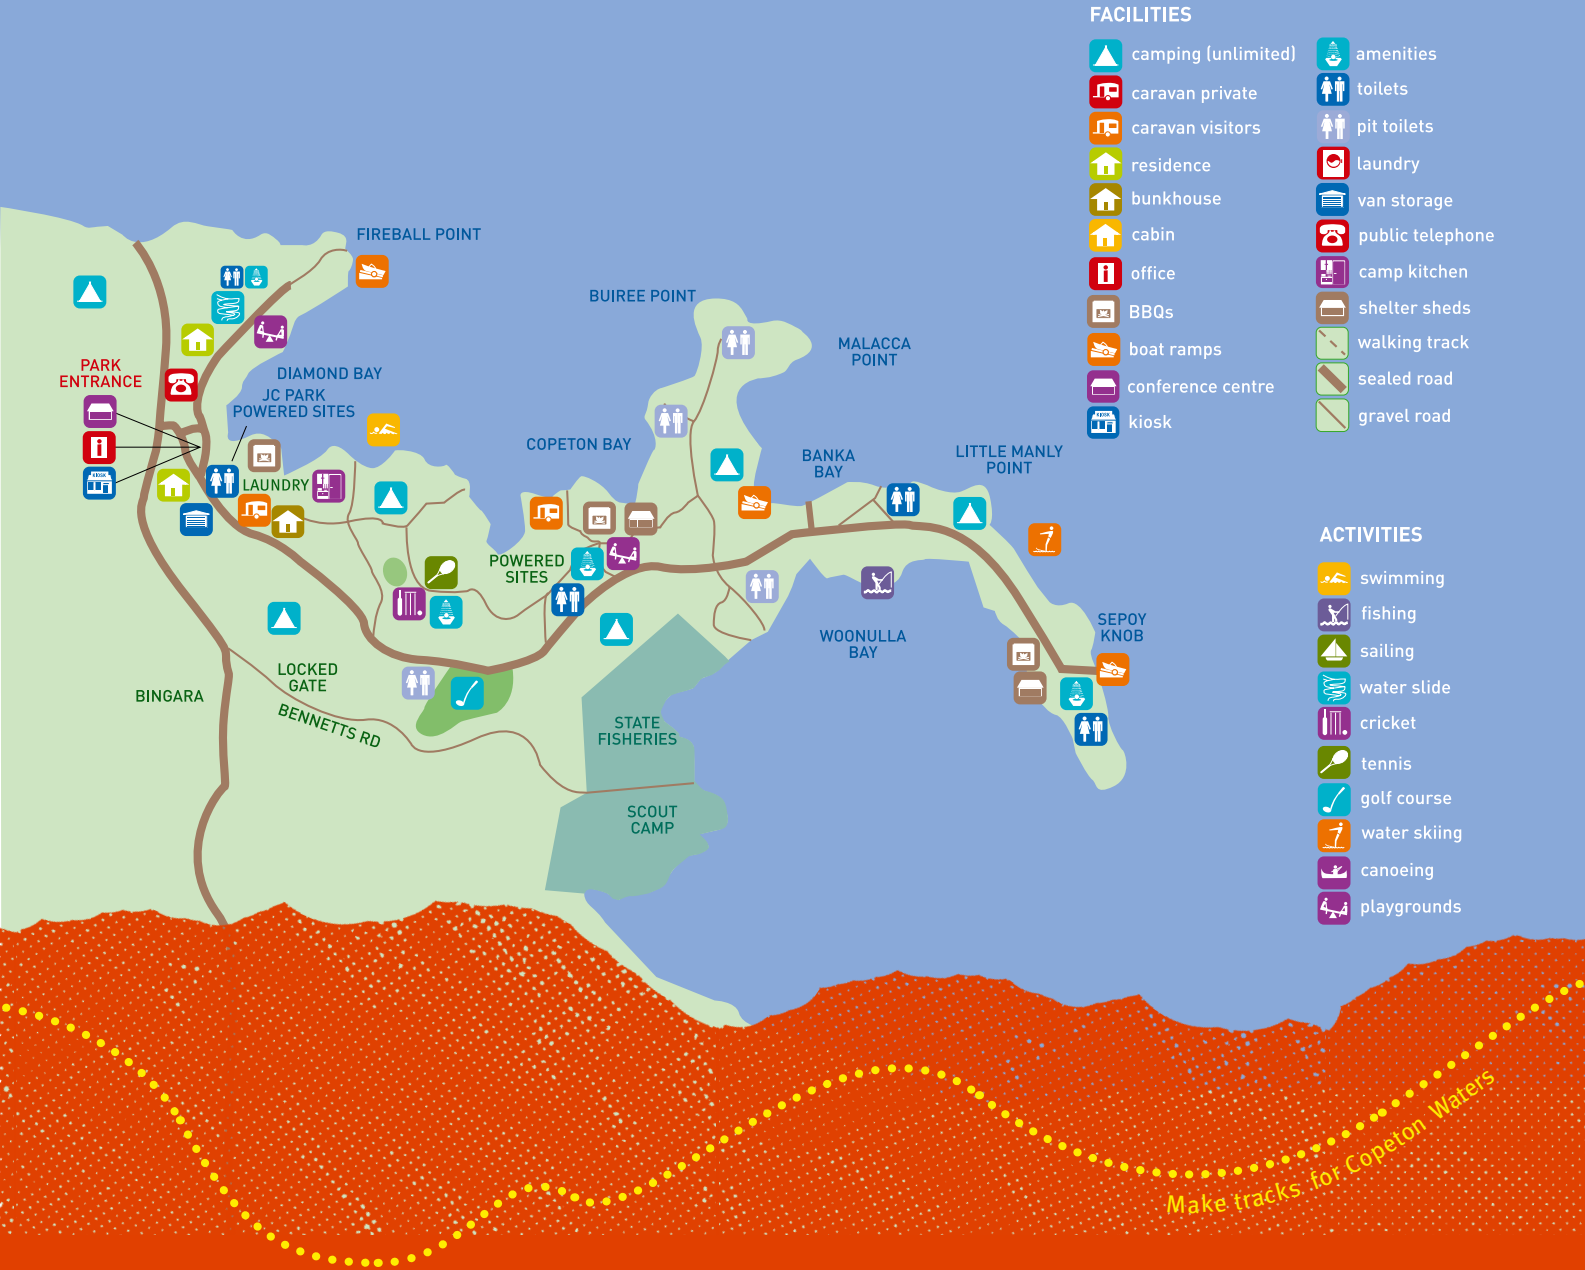 FACILITIES
camping (unlimited)
caravan private
caravan visitors
residence
bunkhouse
cabin
office
BBQs
boat ramps
conference centre
KIOSK
kiosk
amenities
toilets
pit toilets
laundry
van storage
public telephone
camp kitchen
shelter sheds
walking track
sealed road
gravel road
ACTIVITIES
swimming
fishing
sailing
water slide
cricket
tennis
golf course
water skiing
canoeing
playgrounds
FIREBALL POINT
BUIREE POINT
MALACCA
POINT
PARK
ENTRANCE
DIAMOND BAY
JC PARK
POWERED SITES
COPETON BAY
BANKA
BAY
LITTLE MANLY
POINT
KIOSK
LAUNDRY
POWERED
SITES
WOONULLA
BAY
SEPOY
KNOB
LOCKED
GATE
BINGARA
BENNETTS RD
STATE
FISHERIES
SCOUT
CAMP
Make tracks for Copeton Waters